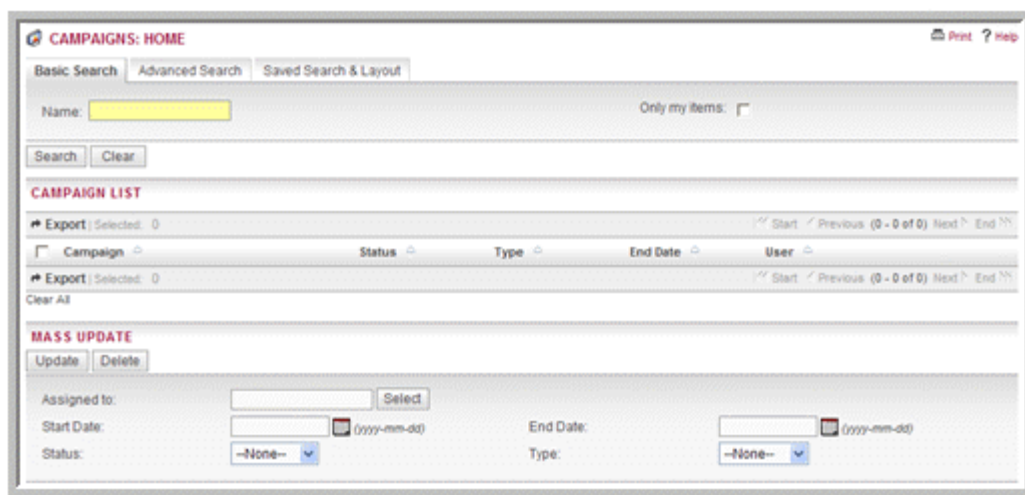 CAMPAIGNS: HOME Print ? Help
Basic Search Advanced Search Saved Search & Layout
Name: Only my items:
Search Clear
CAMPAIGN LIST
Export | Selected: 0 Start Previous (0 - 0 of 0) Next End
Campaign Status Type End Date User
Export | Selected: 0 Start Previous (0 - 0 of 0) Next End
Clear All
MASS UPDATE
Update Delete
Assigned to: Select
Start Date: (yyyy-mm-dd) End Date: (yyyy-mm-dd)
Status: --None-- Type: --None--